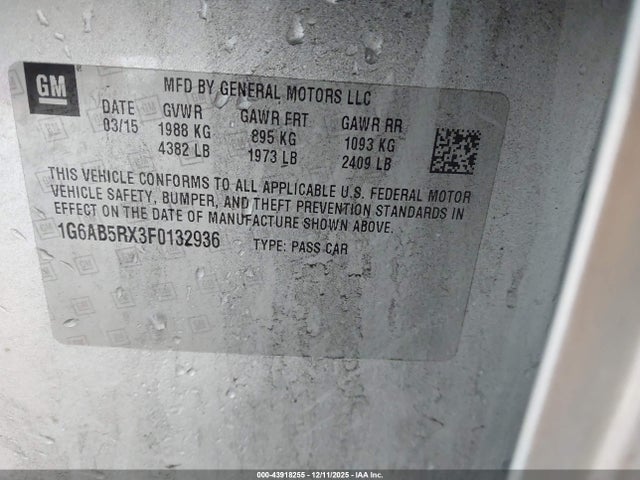 GM
MFD BY GENERAL MOTORS LLC
DATE GVWR GAWR FRT GAWR RR
03/15 1988 KG 895 KG 1093 KG
4382 LB 1973 LB 2409 LB
THIS VEHICLE CONFORMS TO ALL APPLICABLE U.S. FEDERAL MOTOR
VEHICLE SAFETY, BUMPER, AND THEFT PREVENTION STANDARDS IN
EFFECT ON THE DATE OF MANUFACTURE SHOWN ABOVE.
1G6AB5RX3F0132936 TYPE: PASS CAR
000-43918255 - 12/11/2025 - IAA Inc.